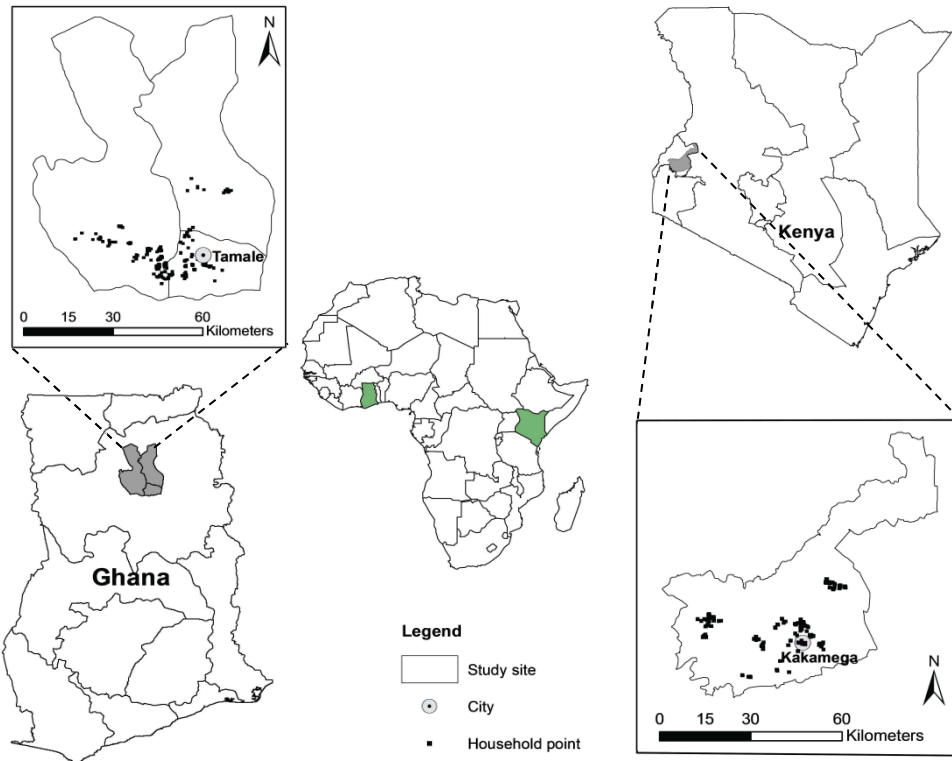 N
Tamale
0 15 30 60
Kilometers
Kenya
Ghana
Legend
Study site
City
Household point
Kakamega
N
0 15 30 60
Kilometers